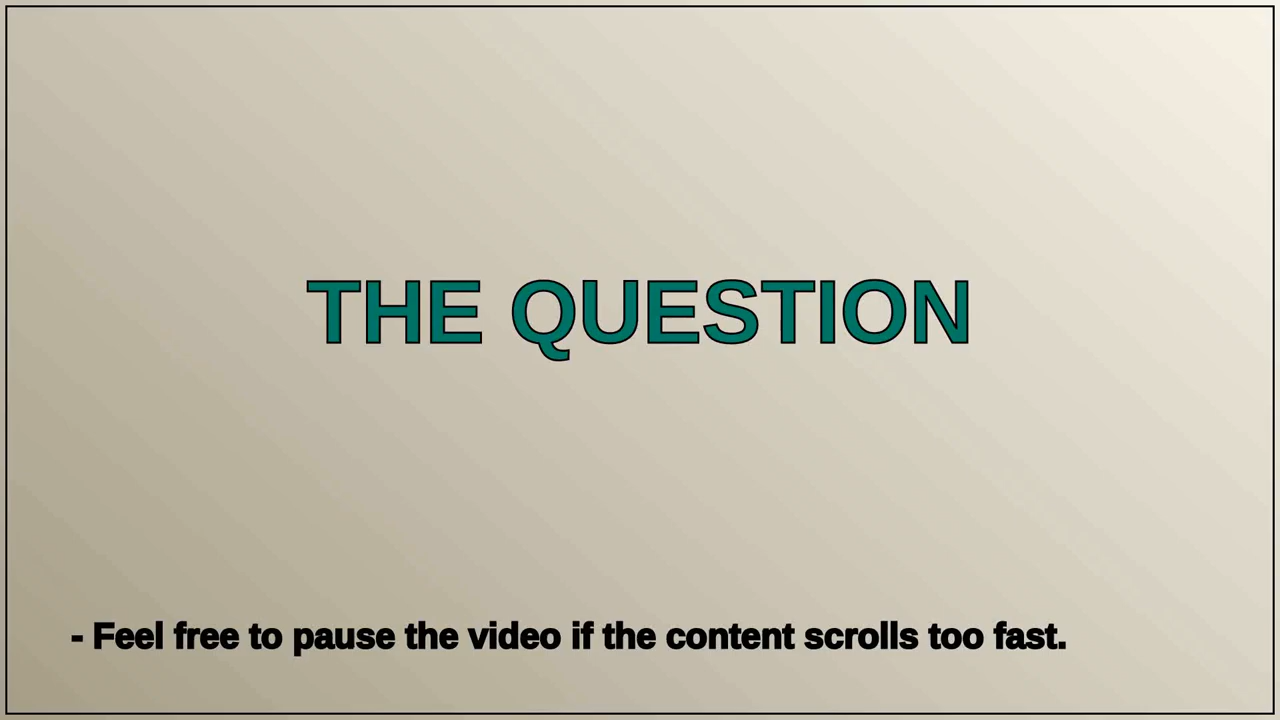 THE QUESTION
- Feel free to pause the video if the content scrolls too fast.